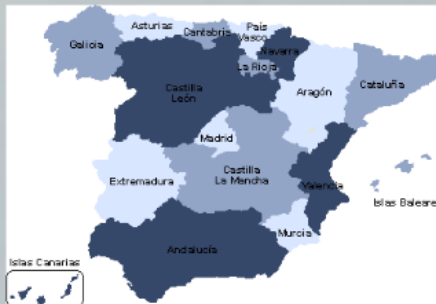 Asturias
Cantabria
País
Vasco
Galicia
Navarra
La Rioja
Castilla
León
Aragón
Cataluña
Madrid
Extremadura
Castilla
La Mancha
Valencia
Islas Baleare
Murcia
Andalucía
Islas Canarias